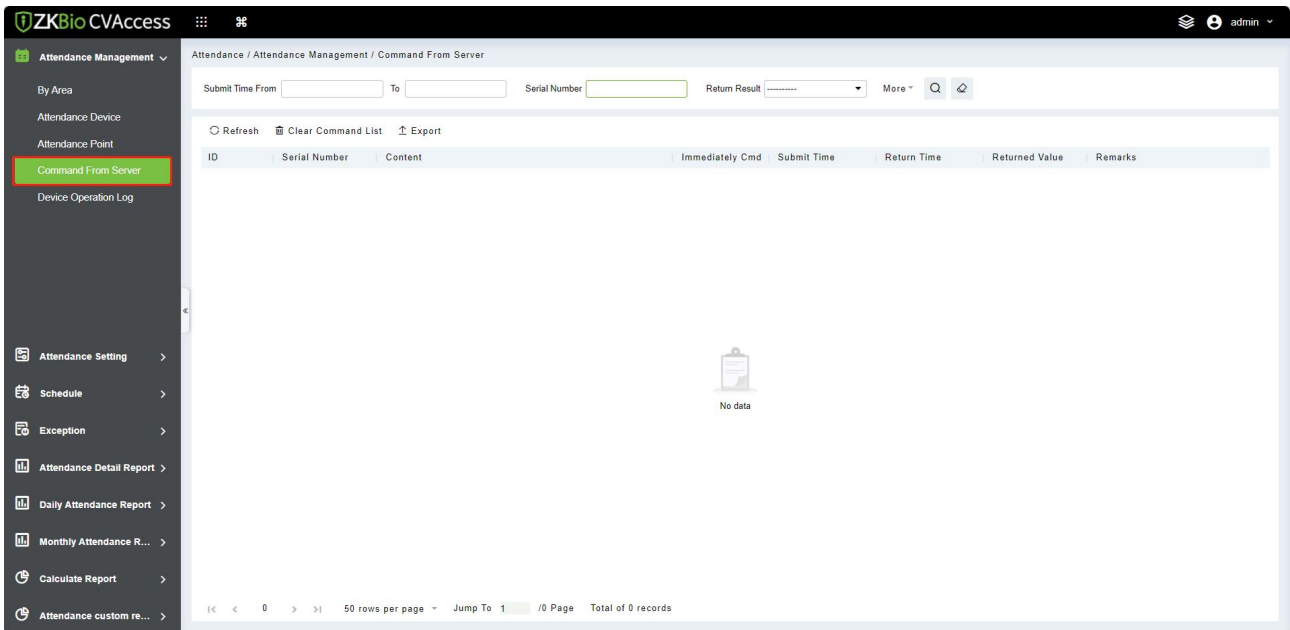 ZKBio CVAccess
admin
Attendance Management
By Area
Attendance Device
Attendance Point
Command From Server
Device Operation Log
Attendance Setting
Schedule
Exception
Attendance Detail Report
Daily Attendance Report
Monthly Attendance R...
Calculate Report
Attendance custom re...
Attendance / Attendance Management / Command From Server
Submit Time From To Serial Number Return Result ---------- More
Refresh Clear Command List Export
ID Serial Number Content Immediately Cmd Submit Time Return Time Returned Value Remarks
No data
0 50 rows per page Jump To 1 /0 Page Total of 0 records